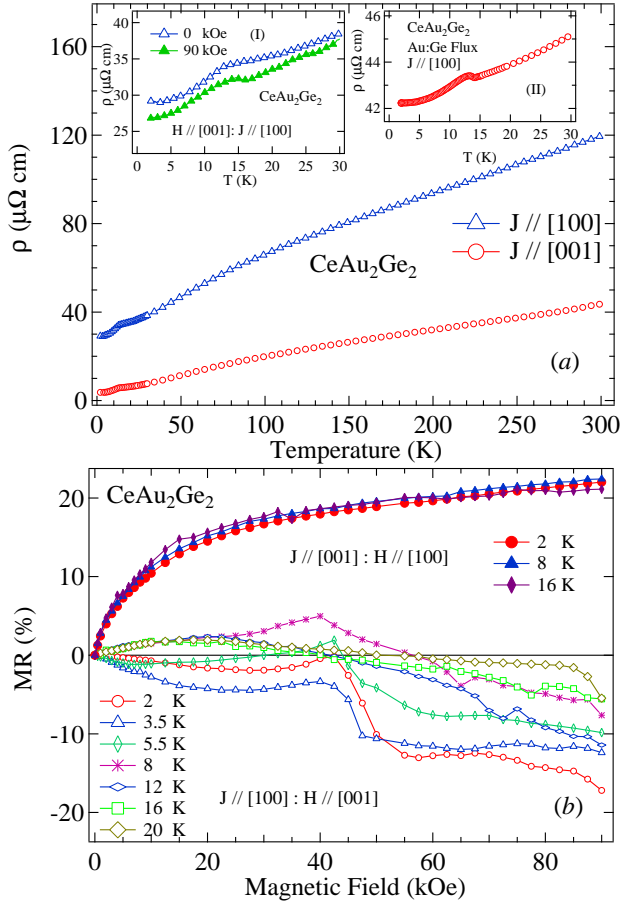 160
120
80
40
0
ρ (μΩ cm)
0
50
100
150
200
250
300
Temperature (K)
40
35
30
25
ρ (μΩ cm)
0 kOe (I)
90 kOe
CeAu2Ge2
H // [001]: J // [100]
0
5
10
15
20
25
30
T (K)
45
42
ρ (μΩ cm)
CeAu2Ge2
Au:Ge Flux
J // [100]
(II)
0
5
10
15
20
25
30
T (K)
J // [100]
J // [001]
CeAu2Ge2
(a)
CeAu2Ge2
20
10
0
-10
-20
MR (%)
J // [001] : H // [100]
2 K
8 K
16 K
2 K
3.5 K
5.5 K
8 K
12 K
16 K
20 K
J // [100] : H // [001]
(b)
0
20
40
60
80
Magnetic Field (kOe)